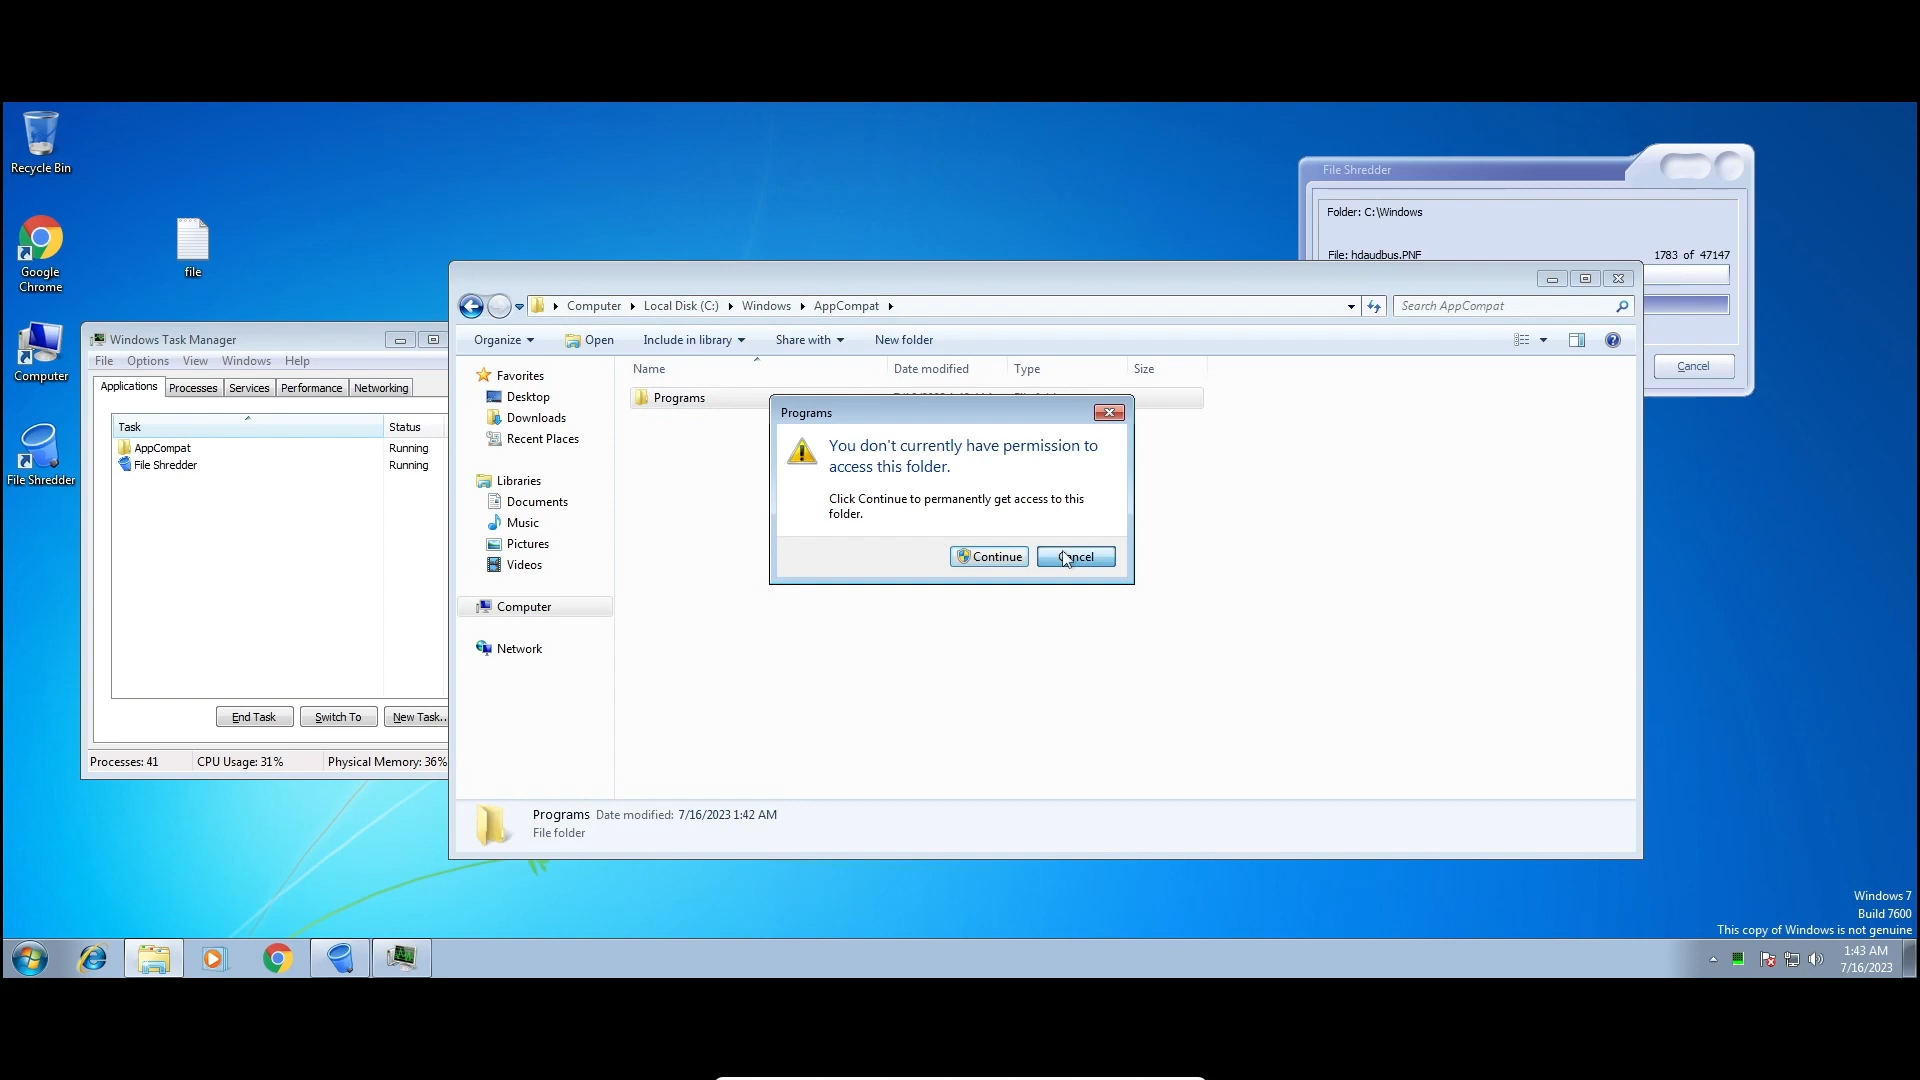 Recycle Bin
Google
Chrome
file
Computer
File Shredder
File Shredder
Folder: C:\Windows
File: hdaudbus.PNF
1783 of 47147
Cancel
Windows Task Manager
File Options View Windows Help
Applications Processes Services Performance Networking
Task Status
AppCompat Running
File Shredder Running
End Task Switch To New Task..
Processes: 41 CPU Usage: 31% Physical Memory: 36%
Computer Local Disk (C:) Windows AppCompat
Search AppCompat
Organize Open Include in library Share with New folder
Favorites
Desktop
Downloads
Recent Places
Libraries
Documents
Music
Pictures
Videos
Computer
Network
Name Date modified Type Size
Programs
Programs
You don't currently have permission to
access this folder.
Click Continue to permanently get access to this
folder.
Continue
Programs Date modified: 7/16/2023 1:42 AM
File folder
Windows 7
Build 7600
This copy of Windows is not genuine
1:43 AM
7/16/2023